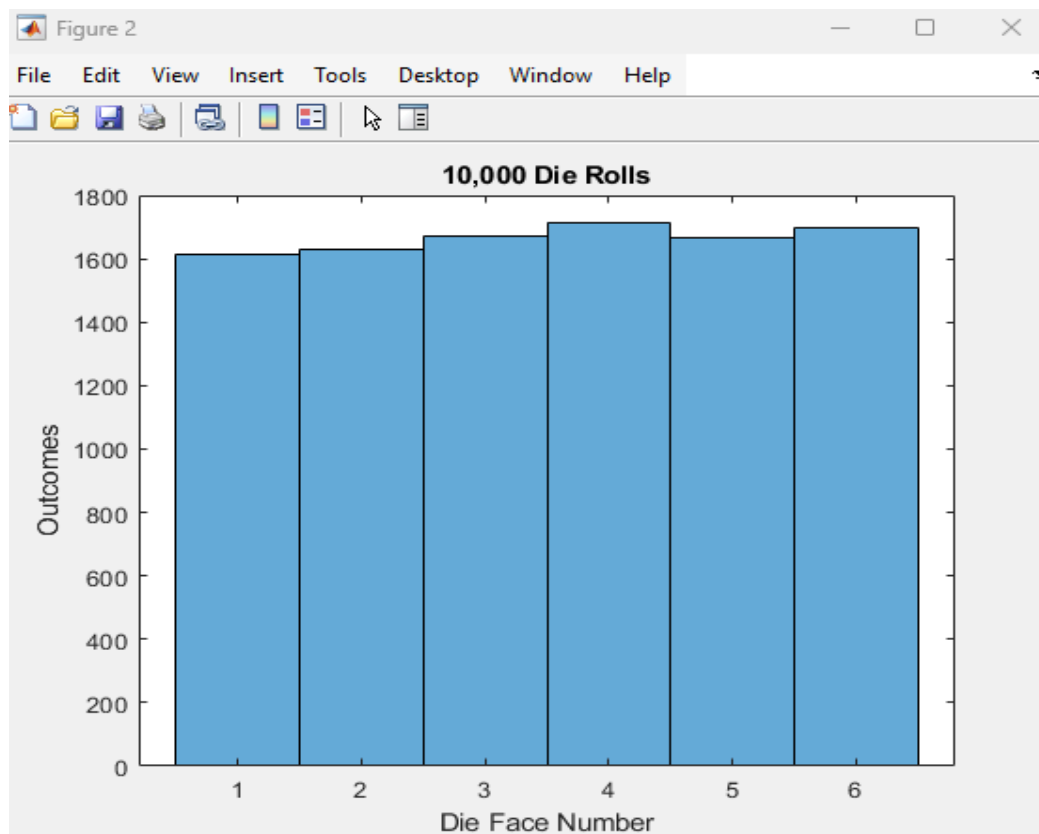 Figure 2
File Edit View Insert Tools Desktop Window Help
10,000 Die Rolls
1800
1600
1400
1200
1000
800
600
400
200
0
Outcomes
1 2 3 4 5 6
Die Face Number